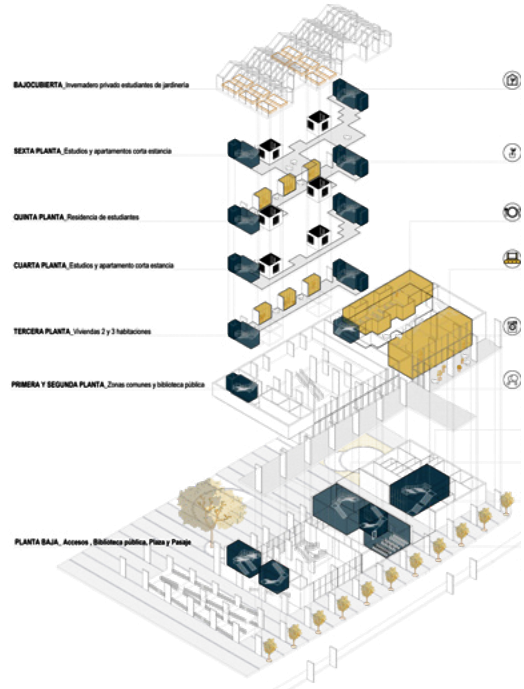 BAJOCUBIERTA_Invernadero privado estudiantes de jardineria
SEXTA PLANTA_Estudios y apartamentos corta estancia
QUINTA PLANTA_Residencia de estudiantes
CUARTA PLANTA_Estudios y apartamento corta estancia
TERCERA PLANTA_Viviendas 2 y 3 habitaciones
PRIMERA Y SEGUNDA PLANTA_Zonas comunes y biblioteca pública
PLANTA BAJA_ Accesos , Biblioteca pública, Plaza y Pasaje